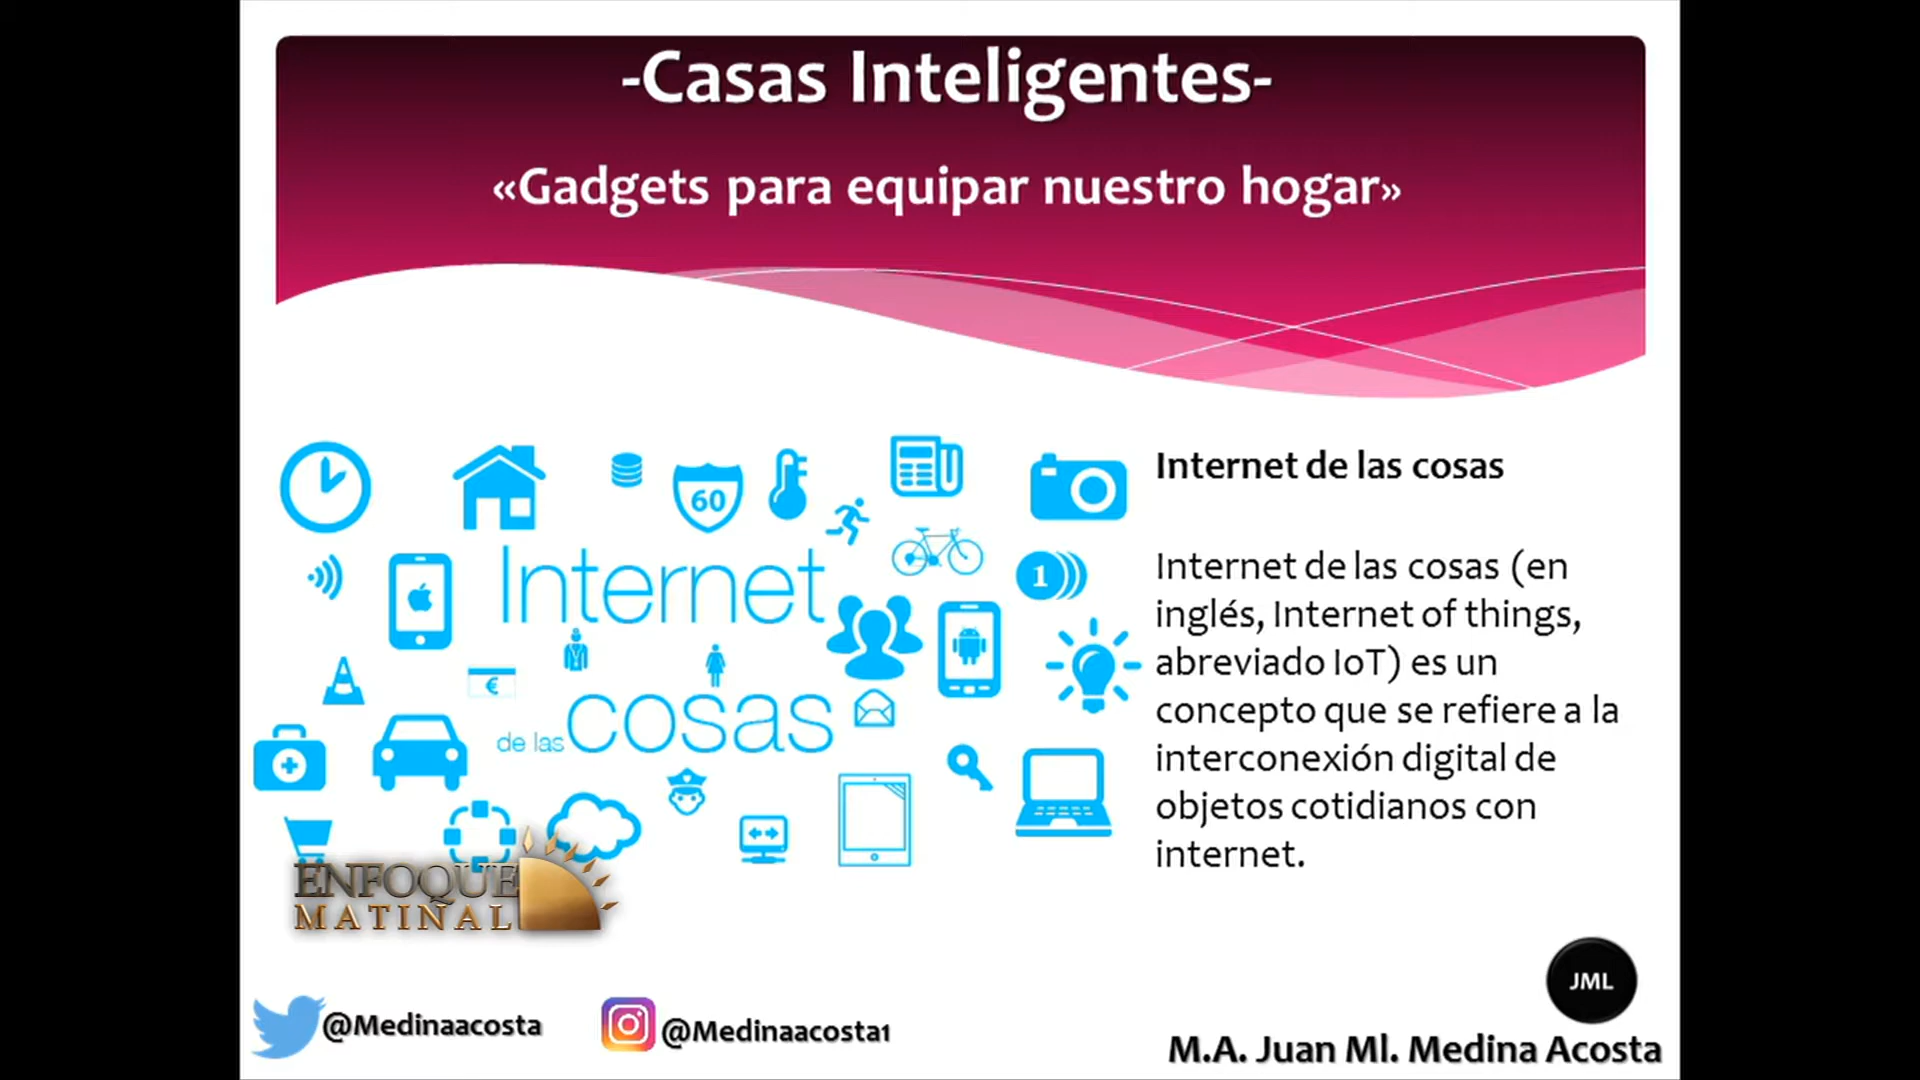 -Casas Inteligentes-
«Gadgets para equipar nuestro hogar»
60
Internet
de las cosas
€
1
Internet de las cosas
Internet de las cosas (en
inglés, Internet of things,
abreviado IoT) es un
concepto que se refiere a la
interconexión digital de
objetos cotidianos con
internet.
ENFOQUE
MATINAL
JML
@Medinaacosta
@Medinaacosta1
M.A. Juan Ml. Medina Acosta